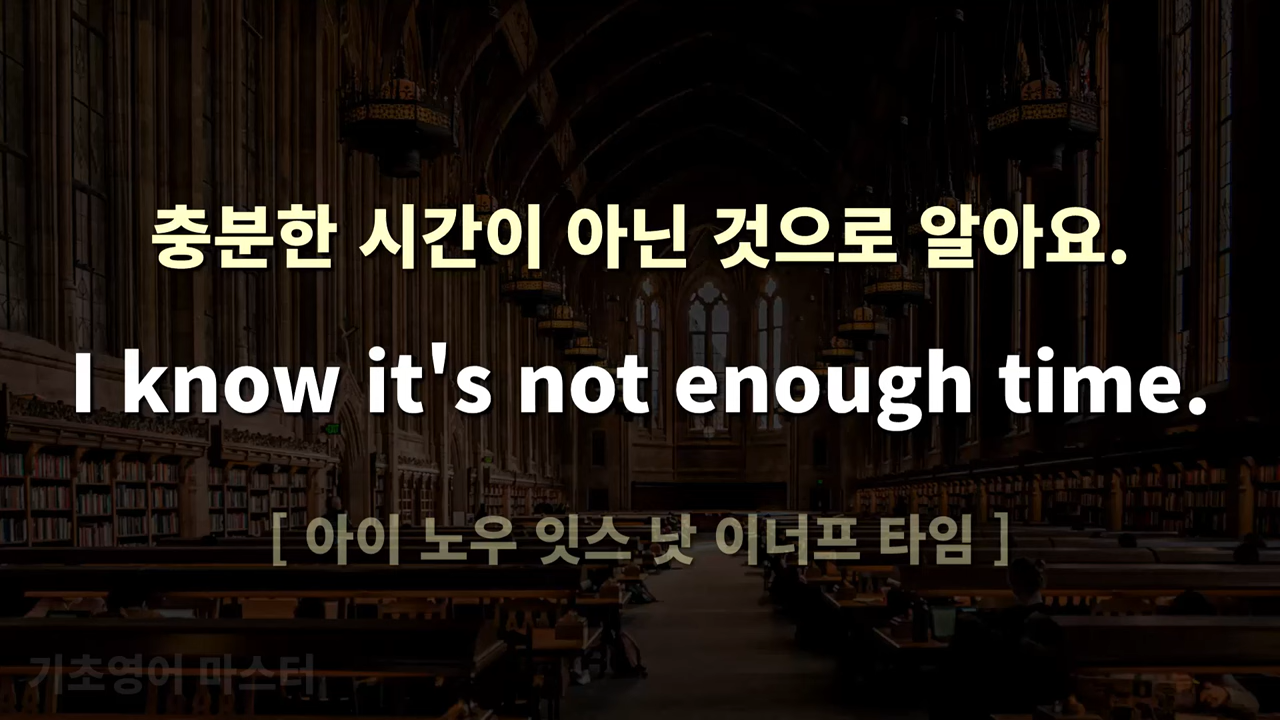 충분한 시간이 아닌 것으로 알아요.
I know it's not enough time.
[ 아이 노우 잇스 낫 이너프 타임 ]
기초영어 마스터